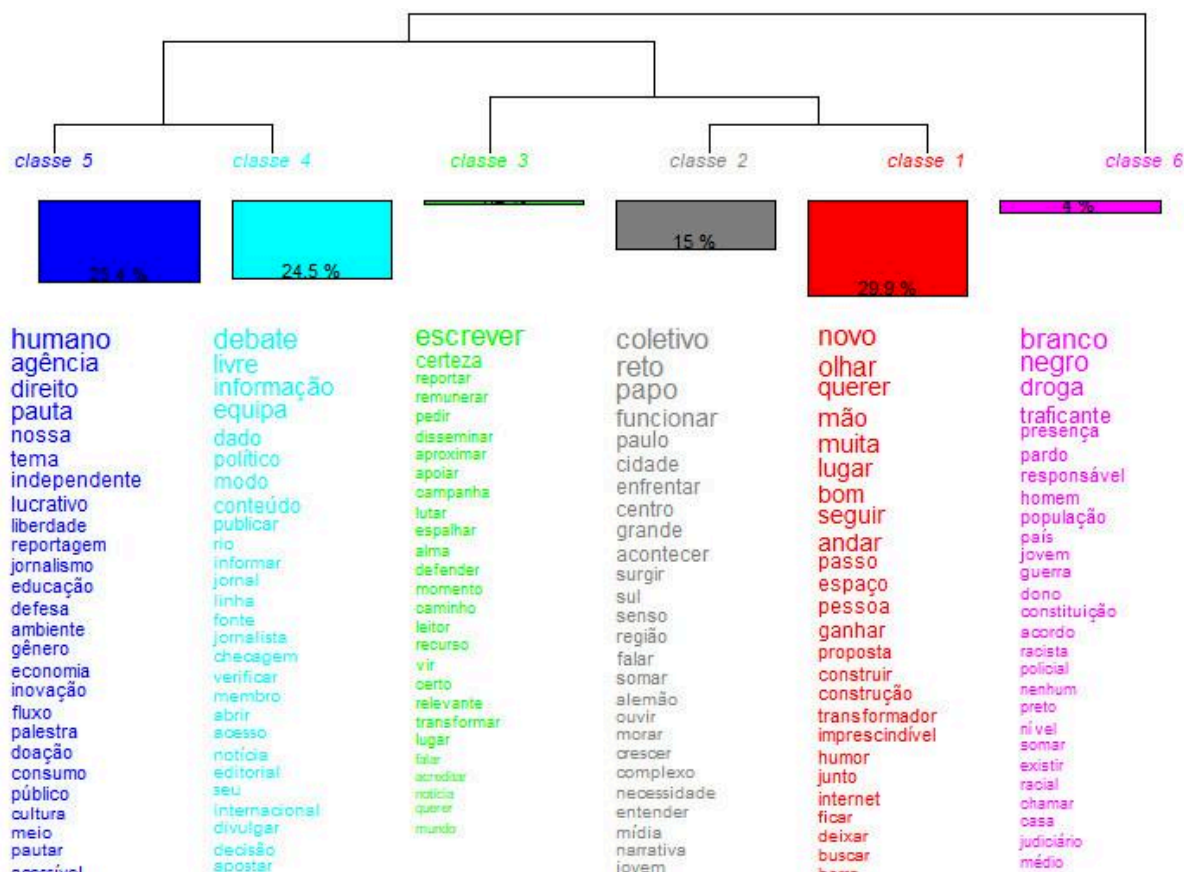 classe 5
classe 4
classe 3
classe 2
classe 1
classe 6
24.5 %
15 %
29.9 %
4 %
humano
agência
direito
pauta
nossa
tema
independente
lucrativo
liberdade
reportagem
jornalismo
educação
defesa
ambiente
gênero
economia
inovação
fluxo
palestra
doação
consumo
público
cultura
meio
pautar
acessível
debate
livre
informação
equipa
dado
político
modo
conteúdo
publicar
rio
informar
jornal
linha
fonte
jornalista
checagem
verificar
membro
abrir
acesso
notícia
editorial
seu
internacional
divulgar
decisão
apostar
escrever
certeza
reportar
remunerar
pedir
disseminar
aproximar
apoiar
campanha
lutar
espalhar
alma
defender
momento
caminho
leitor
recurso
vir
certo
relevante
transformar
lugar
falar
acreditar
notícia
querer
mundo
coletivo
reto
papo
funcionar
paulo
cidade
enfrentar
centro
grande
acontecer
surgir
sul
senso
região
falar
somar
alemão
ouvir
morar
crescer
complexo
necessidade
entender
mídia
narrativa
jovem
novo
olhar
querer
mão
muita
lugar
bom
seguir
andar
passo
espaço
pessoa
ganhar
proposta
construir
construção
transformador
imprescindível
humor
junto
internet
ficar
deixar
buscar
branco
negro
droga
traficante
presença
pardo
responsável
homem
população
país
jovem
guerra
dono
constituição
acordo
racista
policial
nenhum
preto
nível
somar
existir
racial
chamar
casa
judiciário
médio